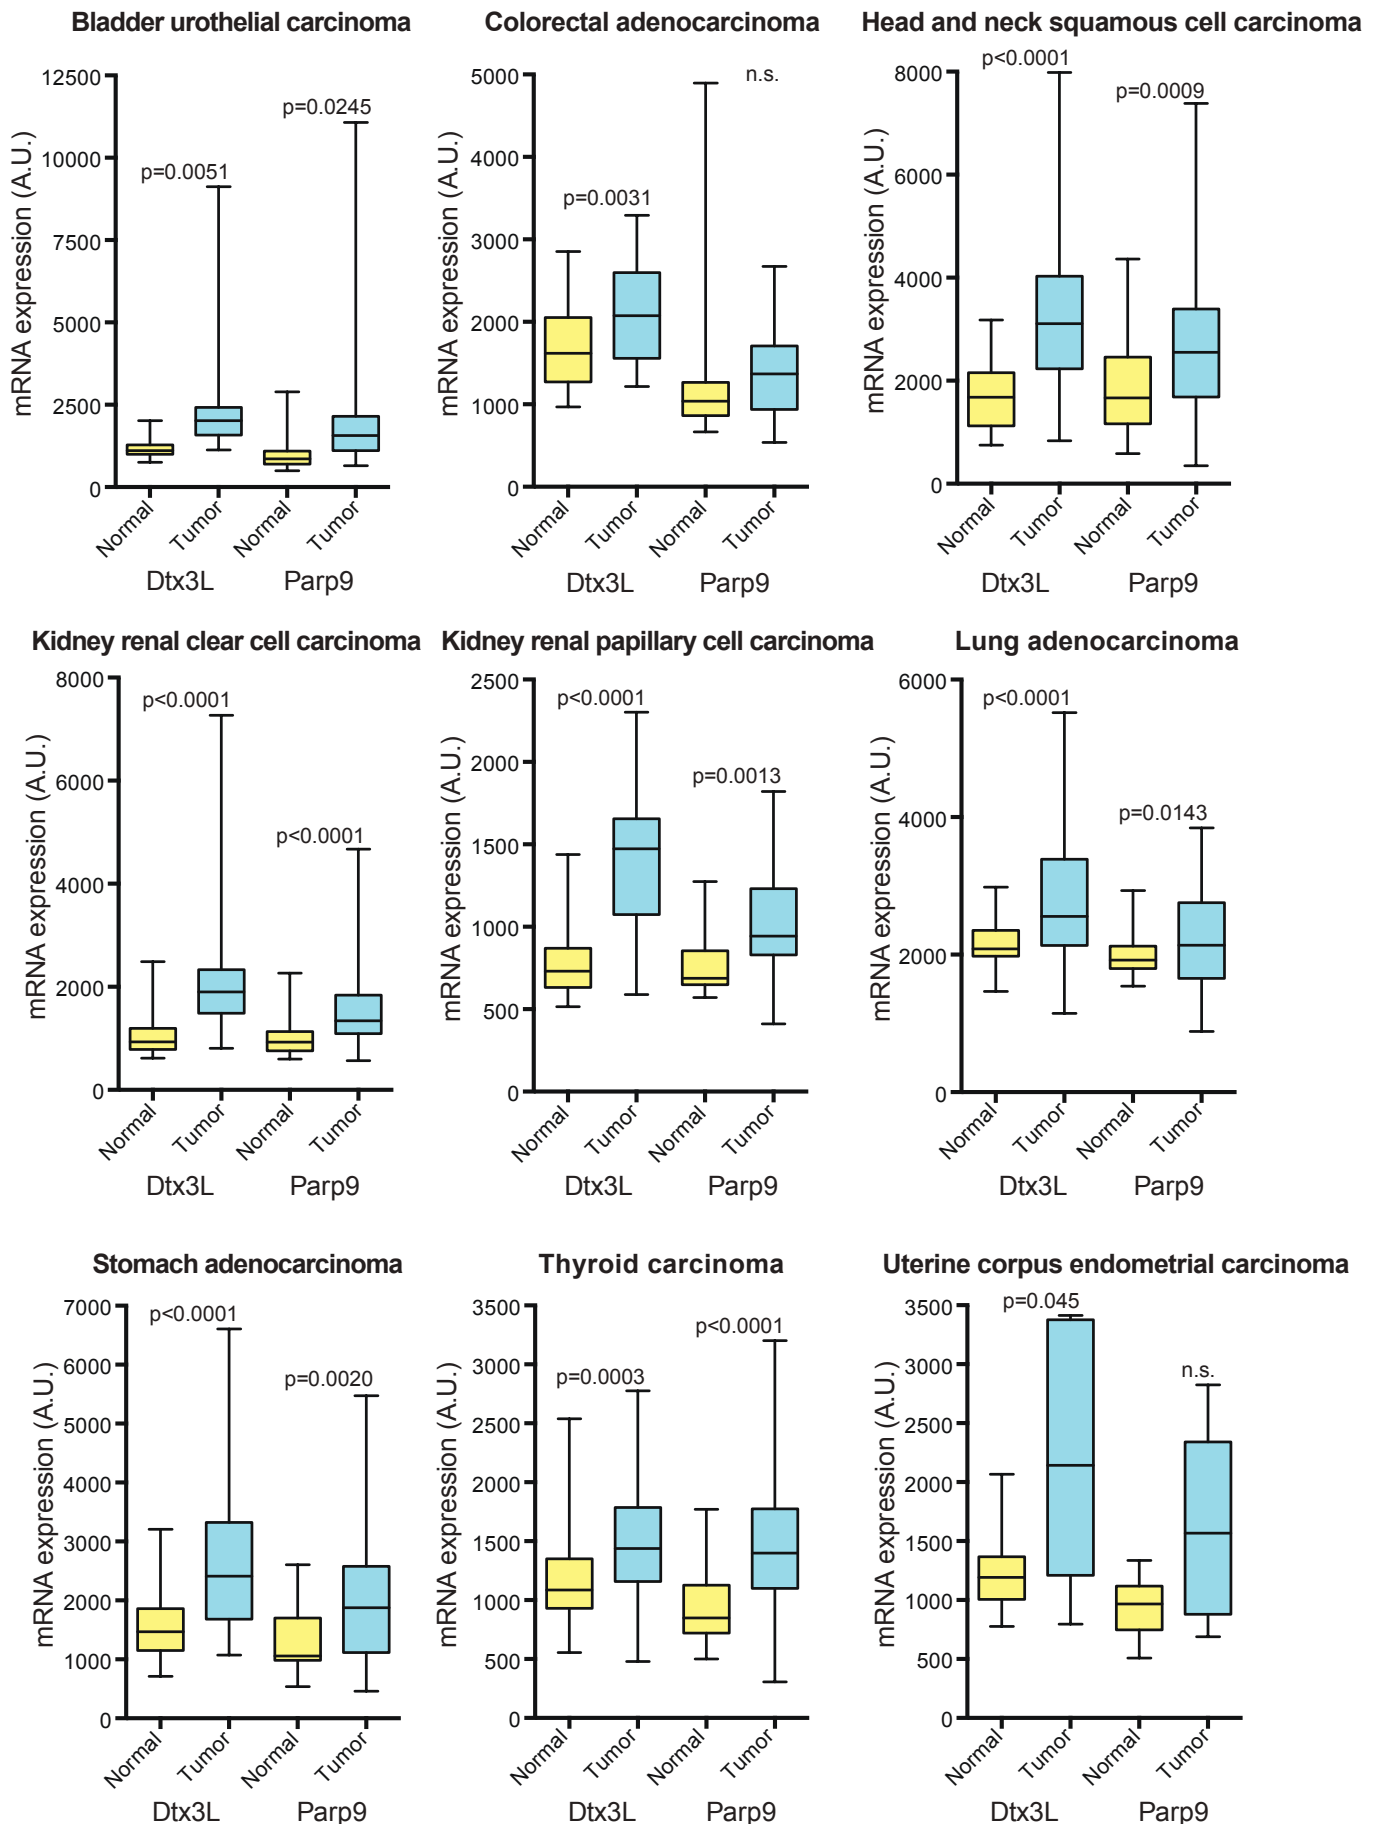 Bladder urothelial carcinoma
mRNA expression (A.U.)
12500
10000
7500
5000
2500
0
p=0.0051
p=0.0245
Normal
Tumor
Normal
Tumor
Dtx3L
Parp9
Colorectal adenocarcinoma
mRNA expression (A.U.)
5000
4000
3000
2000
1000
0
p=0.0031
n.s.
Normal
Tumor
Normal
Tumor
Dtx3L
Parp9
Head and neck squamous cell carcinoma
mRNA expression (A.U.)
8000
6000
4000
2000
0
p<0.0001
p=0.0009
Normal
Tumor
Normal
Tumor
Dtx3L
Parp9
Kidney renal clear cell carcinoma
mRNA expression (A.U.)
8000
6000
4000
2000
0
p<0.0001
p<0.0001
Normal
Tumor
Normal
Tumor
Dtx3L
Parp9
Kidney renal papillary cell carcinoma
mRNA expression (A.U.)
2500
2000
1500
1000
500
0
p<0.0001
p=0.0013
Normal
Tumor
Normal
Tumor
Dtx3L
Parp9
Lung adenocarcinoma
mRNA expression (A.U.)
6000
4000
2000
0
p<0.0001
p=0.0143
Normal
Tumor
Normal
Tumor
Dtx3L
Parp9
Stomach adenocarcinoma
mRNA expression (A.U.)
7000
6000
5000
4000
3000
2000
1000
0
p<0.0001
p=0.0020
Normal
Tumor
Normal
Tumor
Dtx3L
Parp9
Thyroid carcinoma
mRNA expression (A.U.)
3500
3000
2500
2000
1500
1000
500
0
p=0.0003
p<0.0001
Normal
Tumor
Normal
Tumor
Dtx3L
Parp9
Uterine corpus endometrial carcinoma
mRNA expression (A.U.)
3500
3000
2500
2000
1500
1000
500
0
p=0.045
n.s.
Normal
Tumor
Normal
Tumor
Dtx3L
Parp9